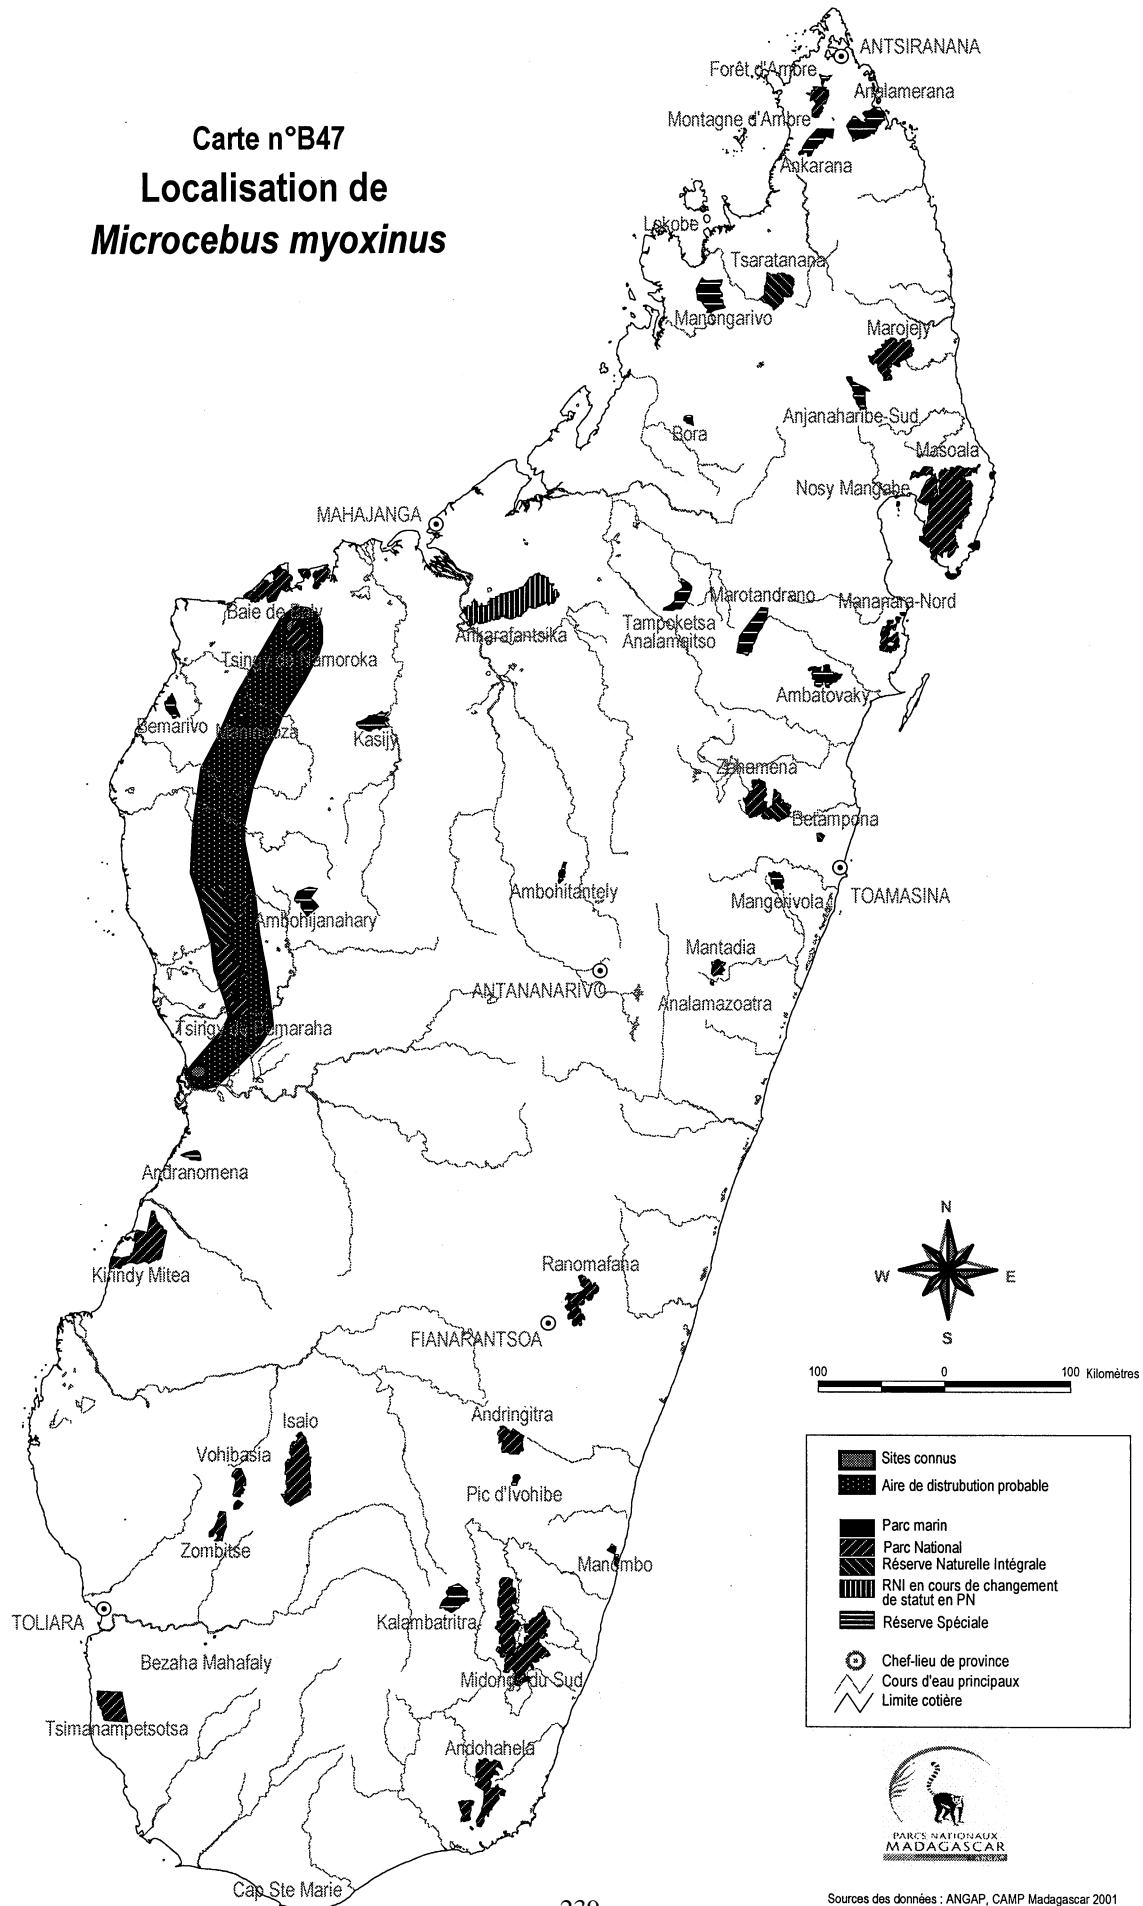 ANTSIRANANA
Forêt d'Ambre
Analamerana
Montagne d'Ambre
Carte n°B47
Localisation de
Microcebus myoxinus
Ankarana
Lokobe
Tsaratanana
Manongarivo
Marojejy
Anjanaharibe-Sud
Bora
Masoala
Nosy Mangabe
MAHAJANGA
Baie de Baly
Ankarafantsika
Tampoketsa
Analamaitso
Marotandrano
Mananara-Nord
Tsingy de Namoroka
Ambatovaky
Bemarivo
Maningoza
Kasijy
Zahamena
Betampona
Ambohitantely
Mangerivola
TOAMASINA
Ambohijanahary
Mantadia
ANTANANARIVO
Analamazoatra
Tsingy de Bemaraha
Andranomena
Kirindy Mitea
Ranomafana
FIANARANTSOA
N
W
E
S
100
0
100 Kilomètres
Isalo
Andringitra
Vohibasia
Pic d'Ivohibe
Zombitse
Manombo
Sites connus
Aire de distrubution probable
Parc marin
Parc National
Réserve Naturelle Intégrale
RNI en cours de changement
de statut en PN
Réserve Spéciale
Chef-lieu de province
Cours d'eau principaux
Limite cotière
TOLIARA
Kalambatritra
Bezaha Mahafaly
Midongy du Sud
Tsimanampetsotsa
Andohahela
PARCS NATIONAUX
MADAGASCAR
Cap Ste Marie
Sources des données : ANGAP, CAMP Madagascar 2001